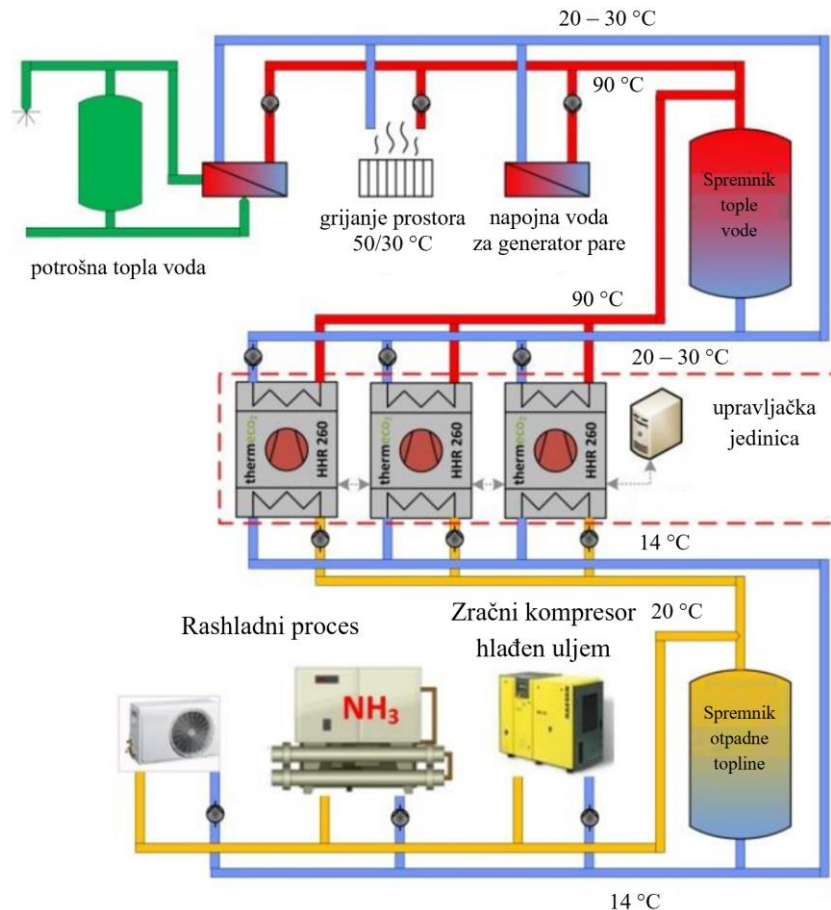 20 – 30 °C
90 °C
Spremnik
tople
vode
grijanje prostora
50/30 °C
napojna voda
za generator pare
potrošna topla voda
90 °C
20 – 30 °C
thermeco₂
HHR 260
thermeco₂
HHR 260
thermeco₂
HHR 260
upravljačka
jedinica
14 °C
20 °C
Rashladni proces
Zračni kompresor
hlađen uljem
NH₃
KAESER
Spremnik
otpadne
topline
14 °C